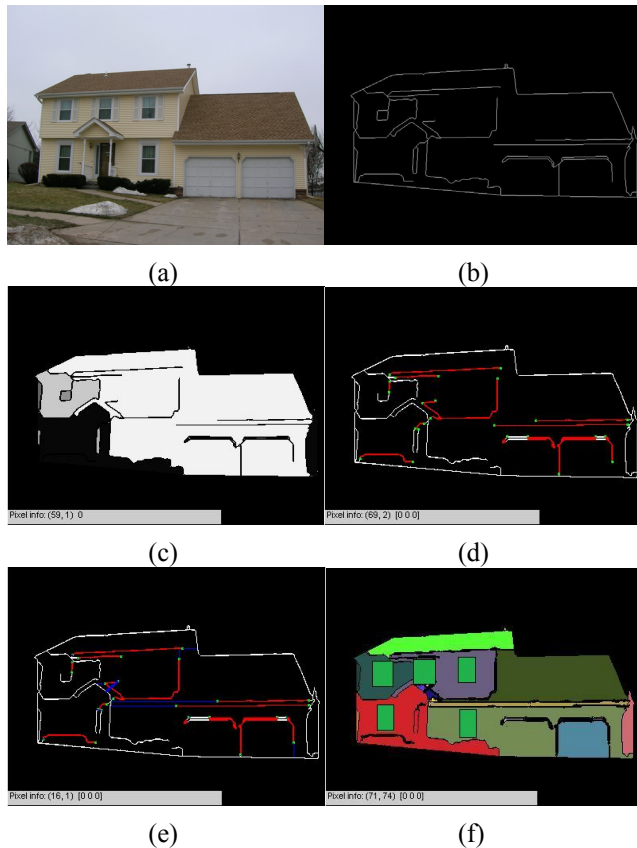 (a)
(b)
Pixel info: (59, 1) 0
Pixel info: (69, 2) [0 0 0]
(c)
(d)
Pixel info: (16, 1) [0 0 0]
Pixel info: (71, 74) [0 0 0]
(e)
(f)